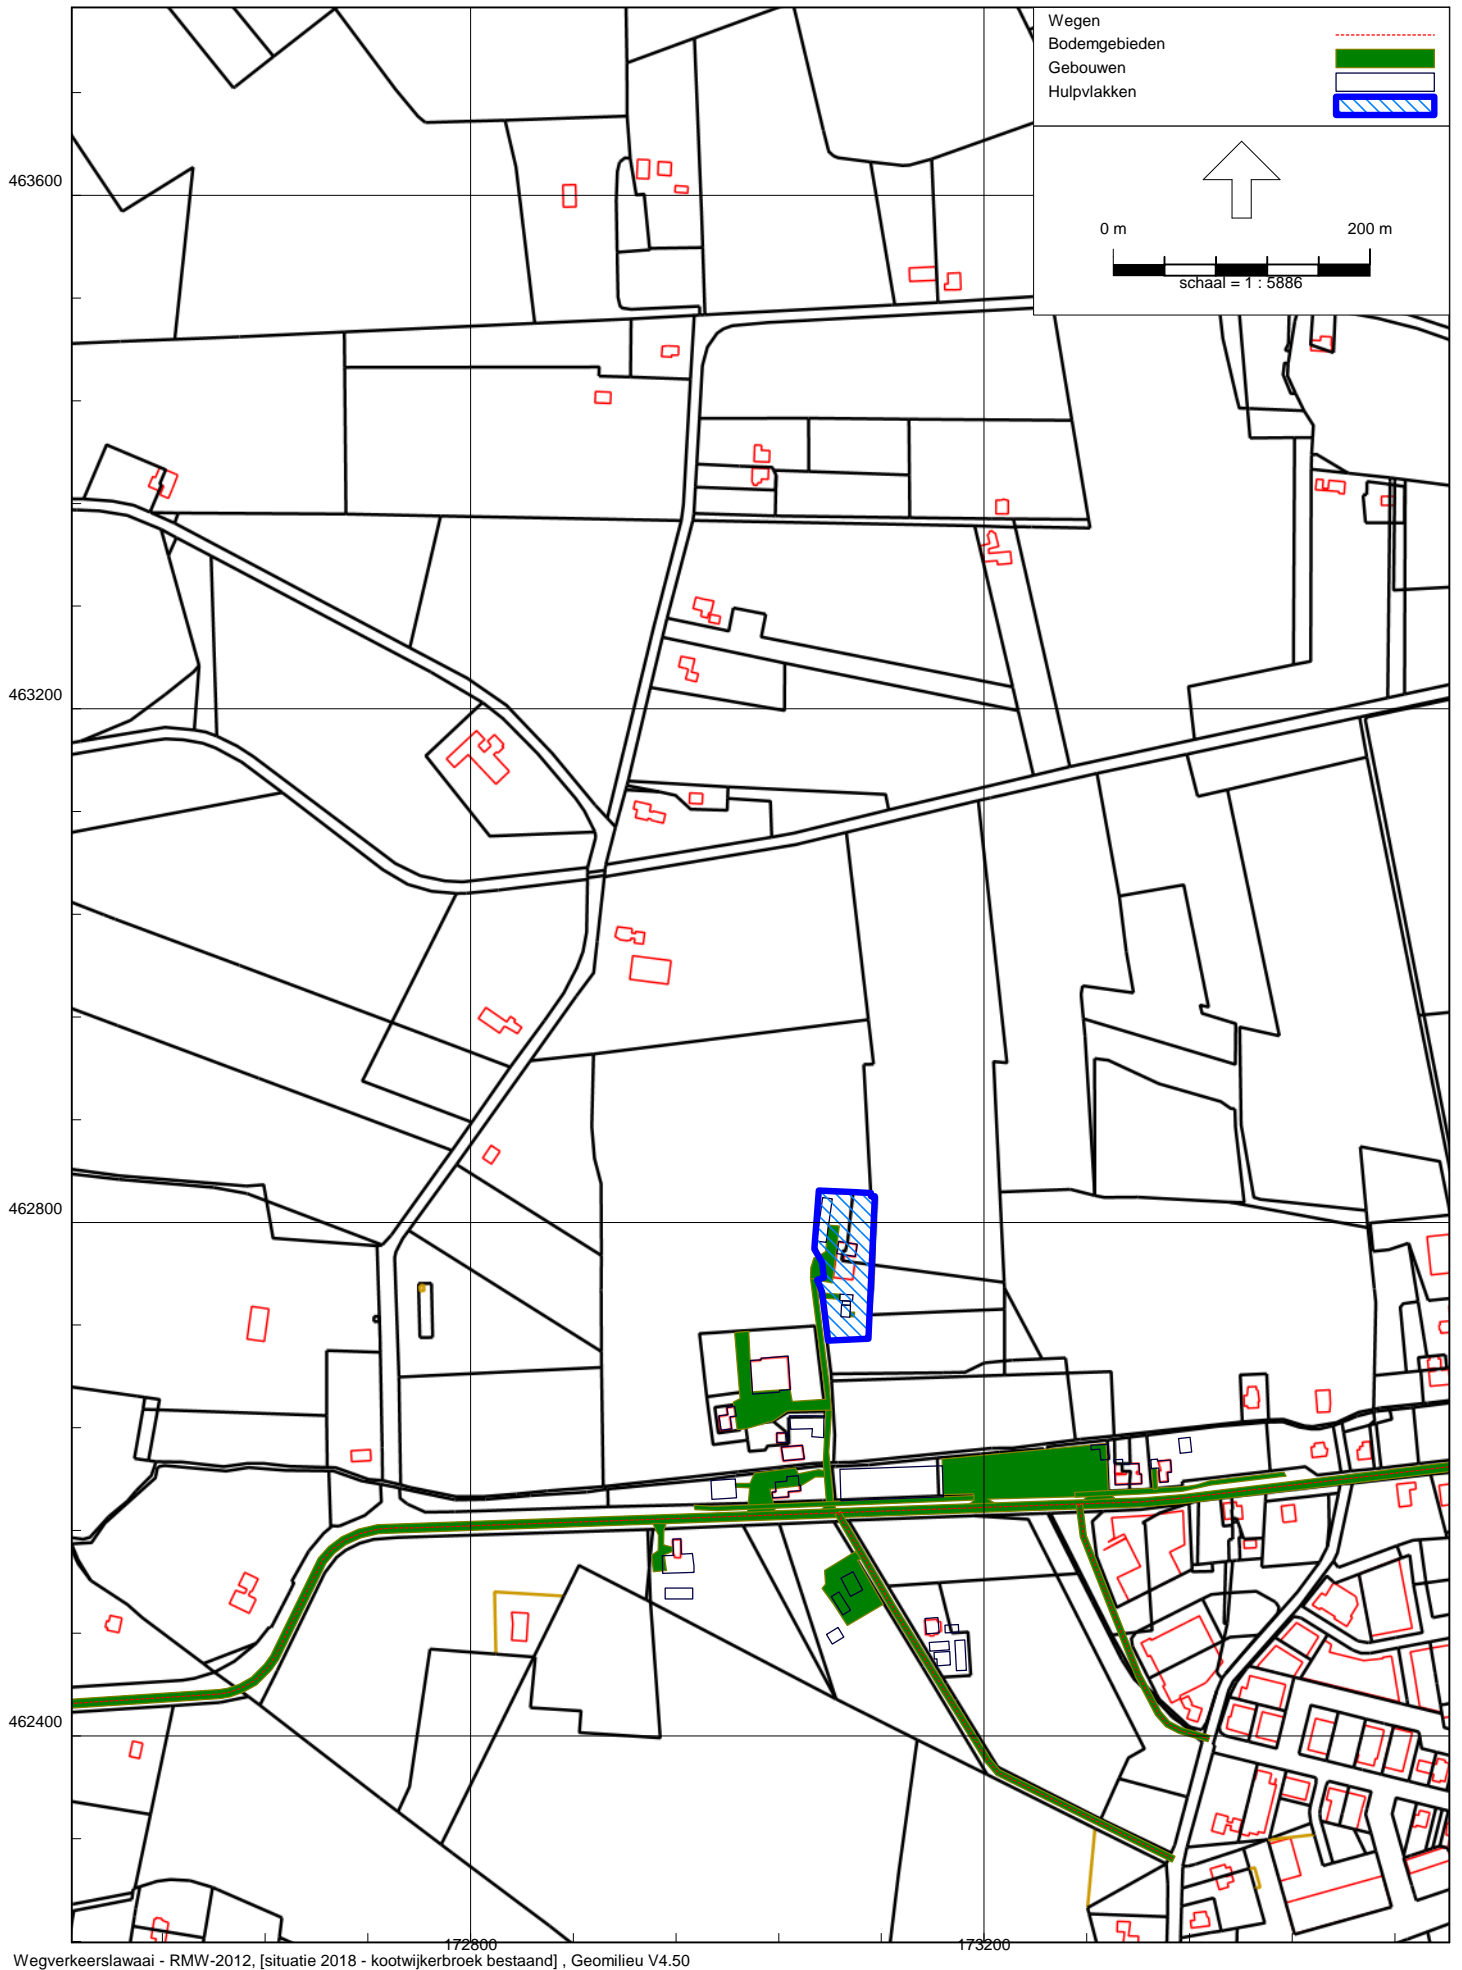 Wegen
Bodemgebieden
Gebouwen
Hulpvlakken
463600
0 m 200 m
schaal = 1 : 5886
463200
462800
462400
172800 173200
Wegverkeerslawaai - RMW-2012, [situatie 2018 - kootwijkerbroek bestaand] , Geomilieu V4.50